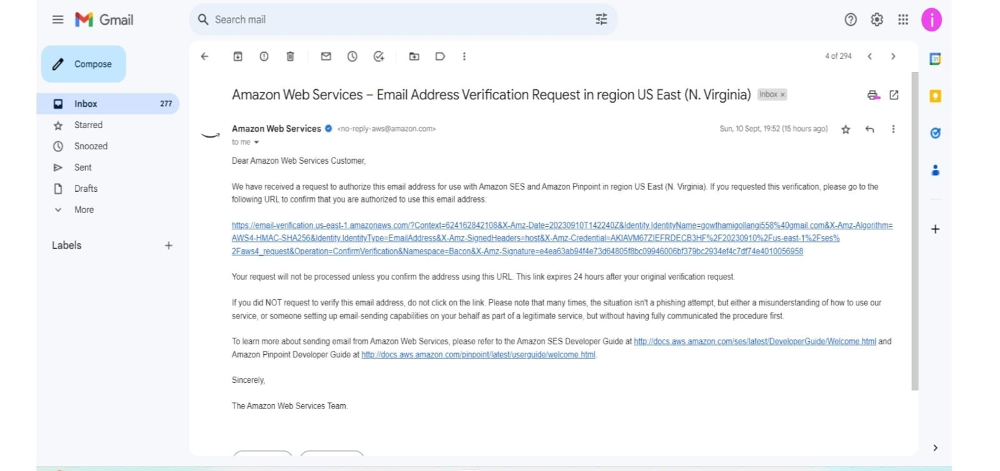 Gmail
Search mail
i
Compose
4 of 294
31
Inbox 277
Starred
Snoozed
Sent
Drafts
More
Labels
Amazon Web Services – Email Address Verification Request in region US East (N. Virginia) Inbox ×
Amazon Web Services <no-reply-aws@amazon.com> Sun, 10 Sept, 19:52 (15 hours ago)
to me
Dear Amazon Web Services Customer,
We have received a request to authorize this email address for use with Amazon SES and Amazon Pinpoint in region US East (N. Virginia). If you requested this verification, please go to the
following URL to confirm that you are authorized to use this email address:
https://email-verification.us-east-1.amazonaws.com/?Context=624162842108&X-Amz-Date=20230910T142240Z&Identity.IdentityName=gowthamigollangi558%40gmail.com&X-Amz-Algorithm=
AWS4-HMAC-SHA256&Identity.IdentityType=EmailAddress&X-Amz-SignedHeaders=host&X-Amz-Credential=AKIAVM67ZIEFRDECB3HF%2F20230910%2Fus-east-1%2Fses%
2Faws4_request&Operation=ConfirmVerification&Namespace=Bacon&X-Amz-Signature=e4ea63ab94f4e73d64805f8bc09946006bf379bc2934ef4c7df74e4010056958
Your request will not be processed unless you confirm the address using this URL. This link expires 24 hours after your original verification request.
If you did NOT request to verify this email address, do not click on the link. Please note that many times, the situation isn't a phishing attempt, but either a misunderstanding of how to use our
service, or someone setting up email-sending capabilities on your behalf as part of a legitimate service, but without having fully communicated the procedure first.
To learn more about sending email from Amazon Web Services, please refer to the Amazon SES Developer Guide at http://docs.aws.amazon.com/ses/latest/DeveloperGuide/Welcome.html and
Amazon Pinpoint Developer Guide at http://docs.aws.amazon.com/pinpoint/latest/userguide/welcome.html.
Sincerely,
The Amazon Web Services Team.